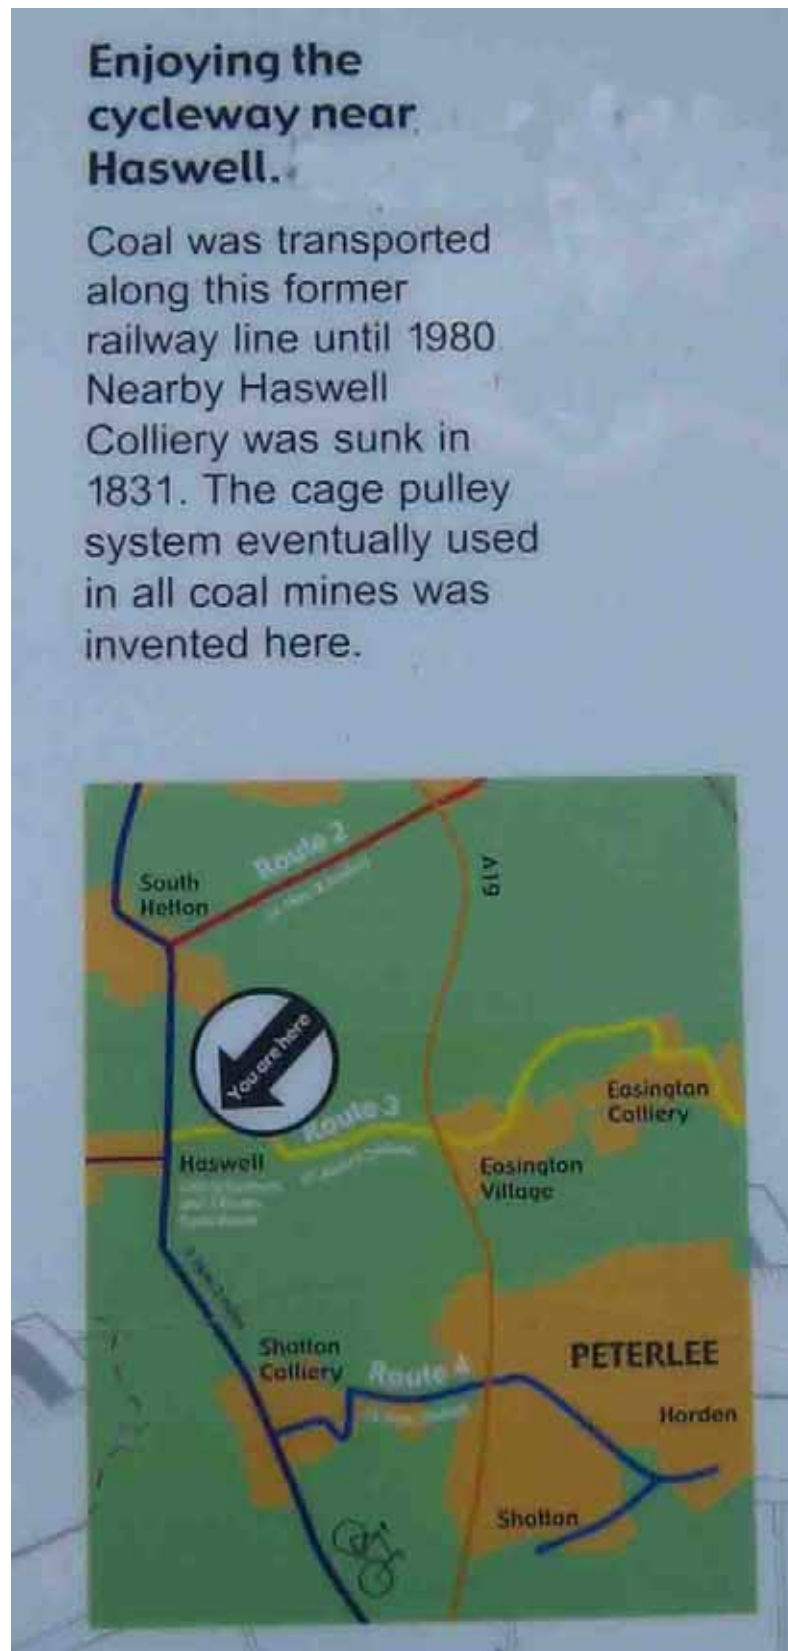 Enjoying the
cycleway near
Haswell.
Coal was transported
along this former
railway line until 1980
Nearby Haswell
Colliery was sunk in
1831. The cage pulley
system eventually used
in all coal mines was
invented here.
Route 2
A19
South
Hetton
You are here
Route 3
Easington
Colliery
Haswell
Easington
Village
Shotton
Colliery
Route 4
PETERLEE
Horden
Shotton